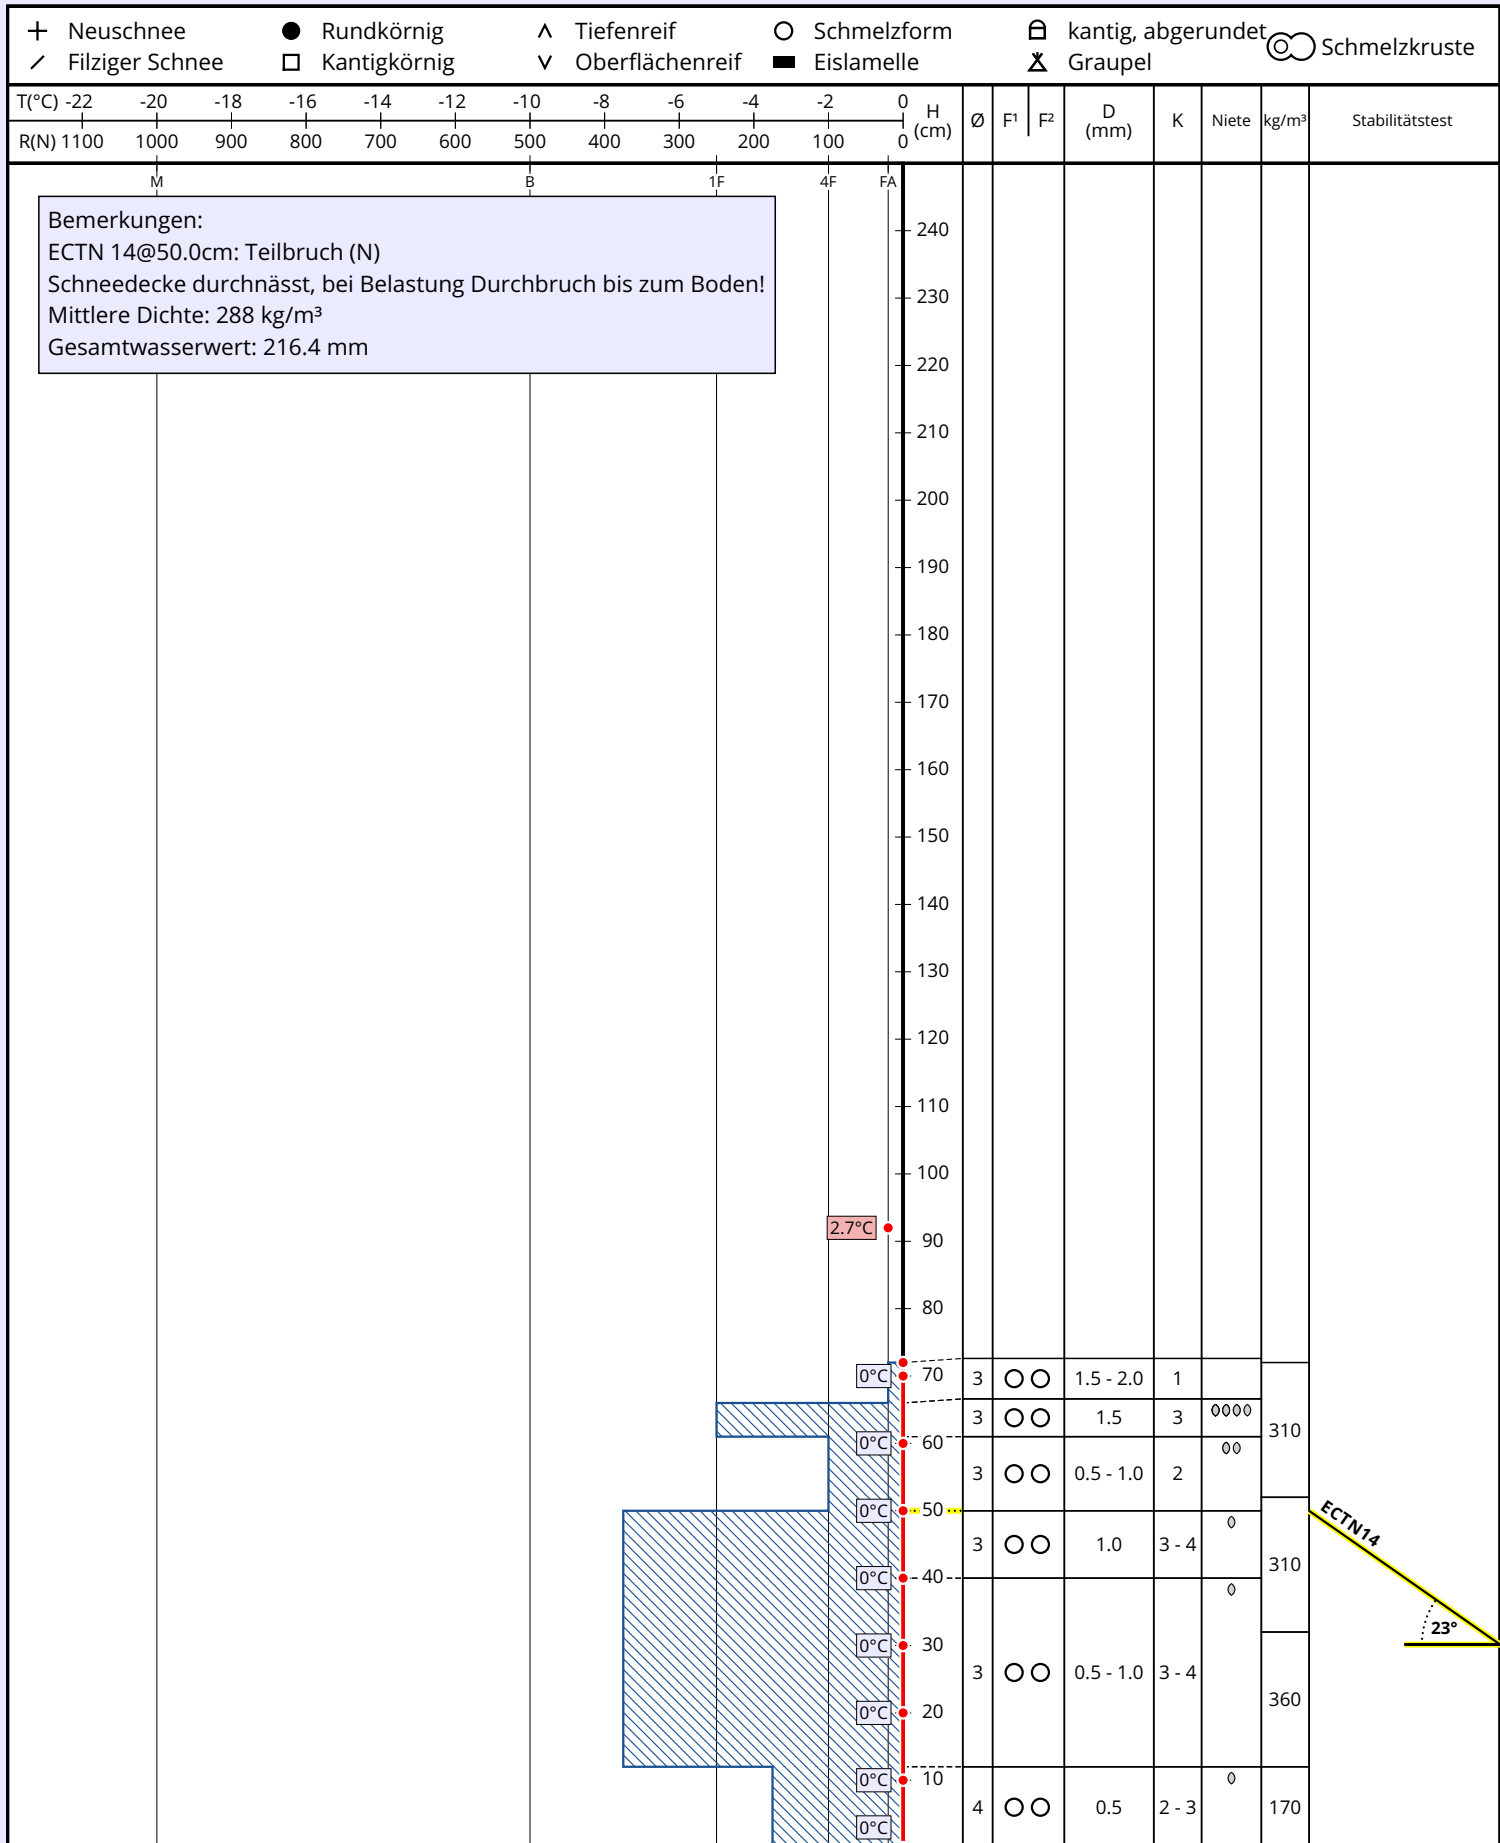 Neuschnee Rundkörnig Tiefenreif Schmelzform kantig, abgerundet Schmelzkruste
Filziger Schnee Kantigkörnig Oberflächenreif Eislamelle Graupel
T(°C) -22 -20 -18 -16 -14 -12 -10 -8 -6 -4 -2 0
R(N) 1100 1000 900 800 700 600 500 400 300 200 100 0
H (cm) Ø F¹ F² D (mm) K Niete kg/m³ Stabilitätstest
M B 1F 4F FA
Bemerkungen:
ECTN 14@50.0cm: Teilbruch (N)
Schneedecke durchnässt, bei Belastung Durchbruch bis zum Boden!
Mittlere Dichte: 288 kg/m³
Gesamtwasserwert: 216.4 mm
240
230
220
210
200
190
180
170
160
150
140
130
120
110
100
2.7°C
90
80
0°C 70 3 1.5 - 2.0 1
3 1.5 3
310
0°C 60
3 0.5 - 1.0 2
0°C 50
ECTN14
3 1.0 3 - 4
310
0°C 40
23°
0°C 30
3 0.5 - 1.0 3 - 4
360
0°C 20
0°C 10
4 0.5 2 - 3 170
0°C